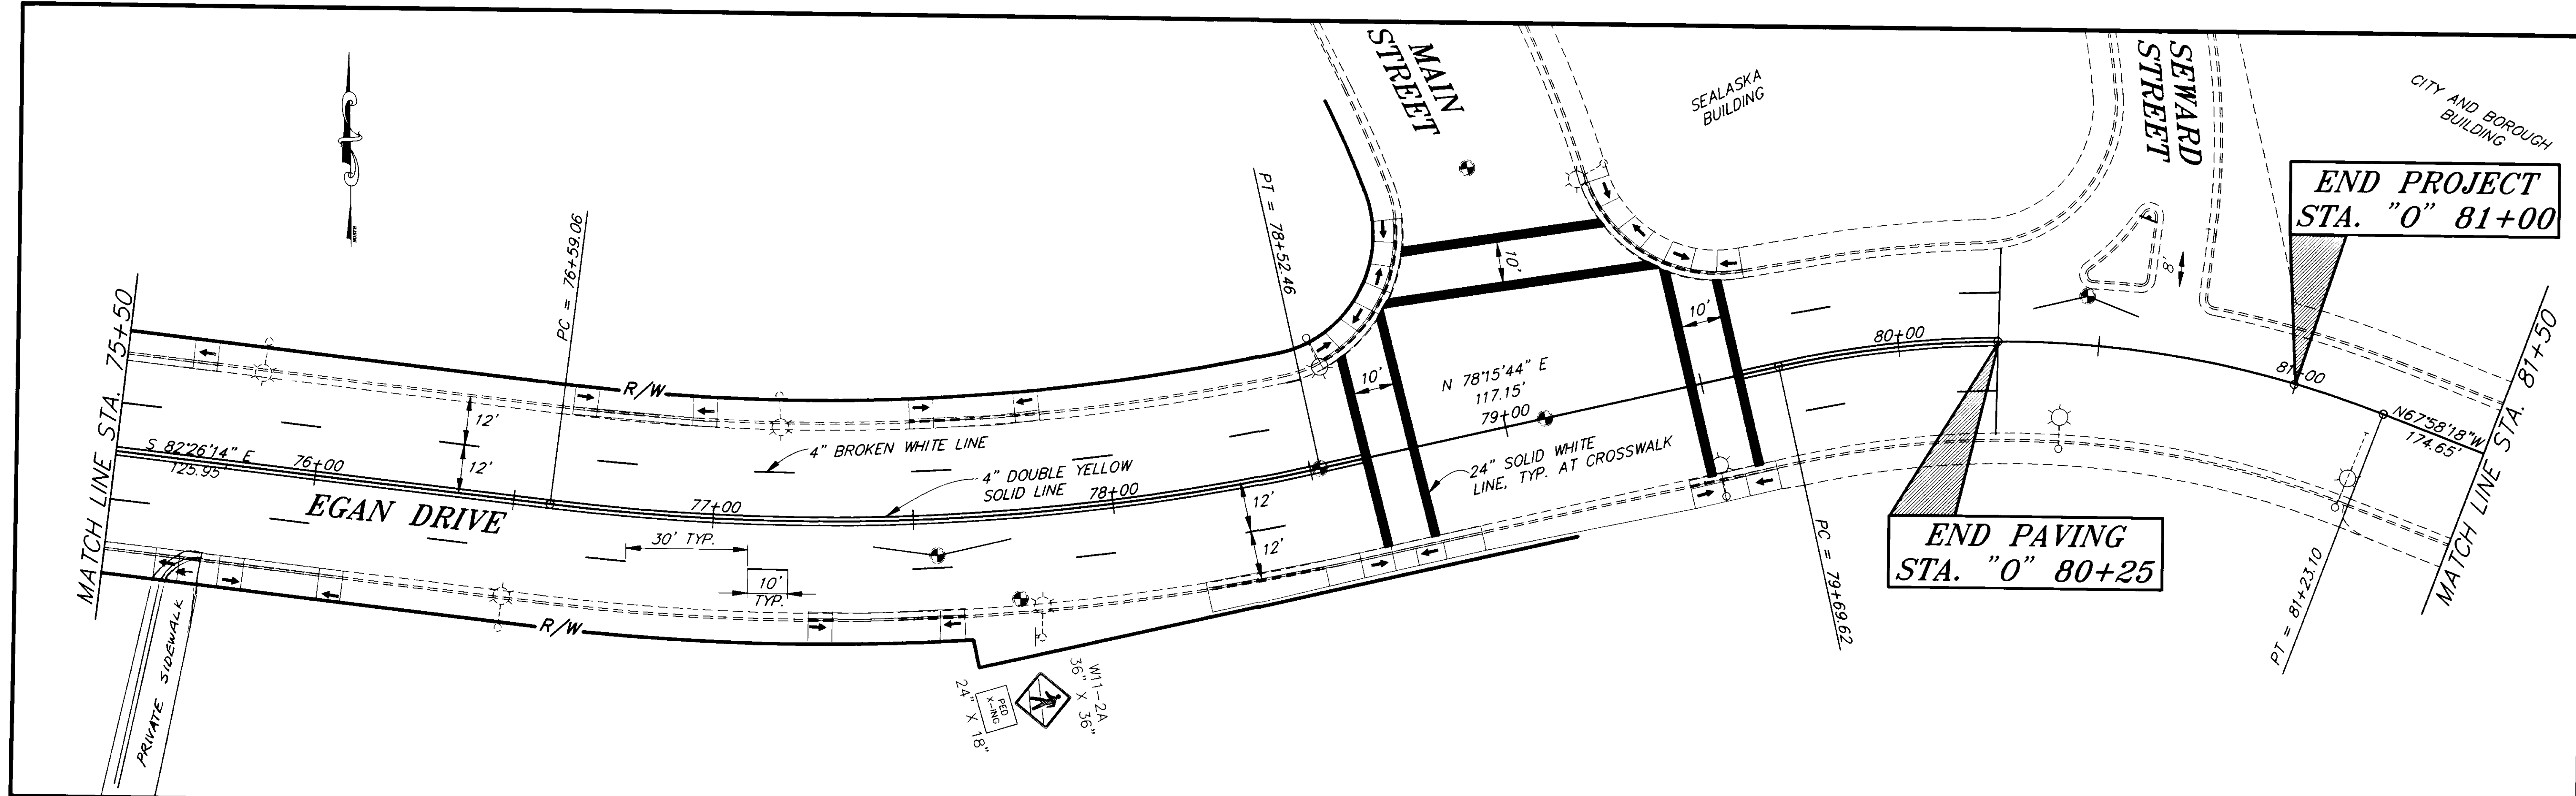 MAIN
STREET
SEALASKA
BUILDING
SEWARD
STREET
CITY AND BOROUGH
BUILDING
END PROJECT
STA. "O" 81+00
NORTH
MATCH LINE STA. 75+50
PC = 76+59.06
PT = 78+52.46
10'
10'
10'
8'
R/W
12'
12'
S 82°26'14" E
125.95'
76+00
EGAN DRIVE
4" BROKEN WHITE LINE
4" DOUBLE YELLOW
SOLID LINE
77+00
78+00
30' TYP.
10'
TYP.
12'
12'
N 78°15'44" E
117.15'
79+00
24" SOLID WHITE
LINE, TYP. AT CROSSWALK
80+00
81+00
N67°58'18"W
174.65'
MATCH LINE STA. 81+50
END PAVING
STA. "O" 80+25
PC = 79+69.62
PT = 81+23.10
R/W
PRIVATE SIDEWALK
W11-2A
36" X 36"
PED
X-ING
24" X 18"